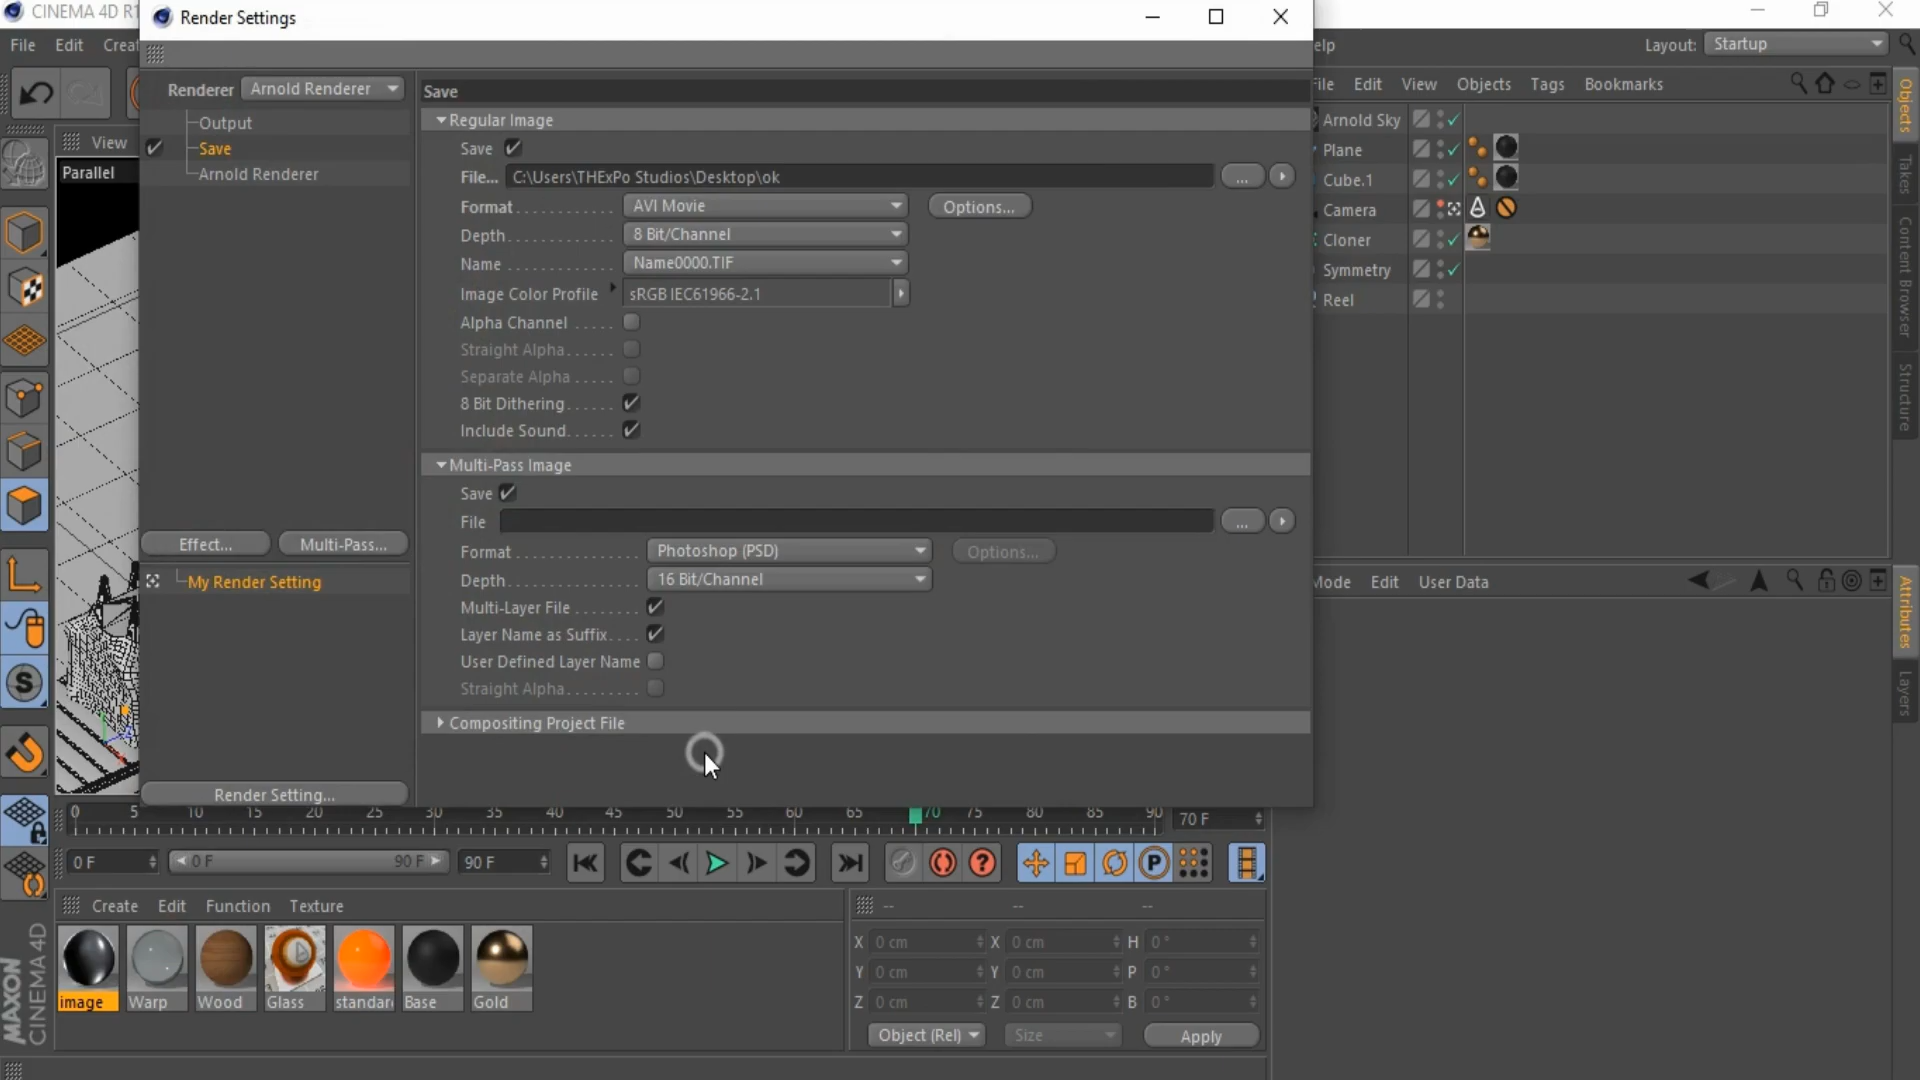 CINEMA 4D R1
Render Settings
File Edit Creat
elp
Layout: Startup
Renderer Arnold Renderer
Output
Save
Arnold Renderer
Effect... Multi-Pass...
My Render Setting
Render Setting...
View
Parallel
Save
Regular Image
Save
File... C:\Users\THExPo Studios\Desktop\ok ...
Format AVI Movie Options...
Depth 8 Bit/Channel
Name Name0000.TIF
Image Color Profile sRGB IEC61966-2.1
Alpha Channel
Straight Alpha
Separate Alpha
8 Bit Dithering
Include Sound
Multi-Pass Image
Save
File ...
Format Photoshop (PSD) Options...
Depth 16 Bit/Channel
Multi-Layer File
Layer Name as Suffix
User Defined Layer Name
Straight Alpha
Compositing Project File
File Edit View Objects Tags Bookmarks
Arnold Sky
Plane
Cube.1
Camera
Cloner
Symmetry
Reel
Objects
Takes
Content Browser
Structure
Mode Edit User Data
Attributes
Layers
0 5 10 15 20 25 30 35 40 45 50 55 60 65 70 75 80 85 90 70 F
0 F 0 F 90 F 90 F
Create Edit Function Texture
image Warp Wood Glass standar Base Gold
-- -- --
X 0 cm X 0 cm H 0 °
Y 0 cm Y 0 cm P 0 °
Z 0 cm Z 0 cm B 0 °
Object (Rel) Size Apply
MAXON
CINEMA 4D